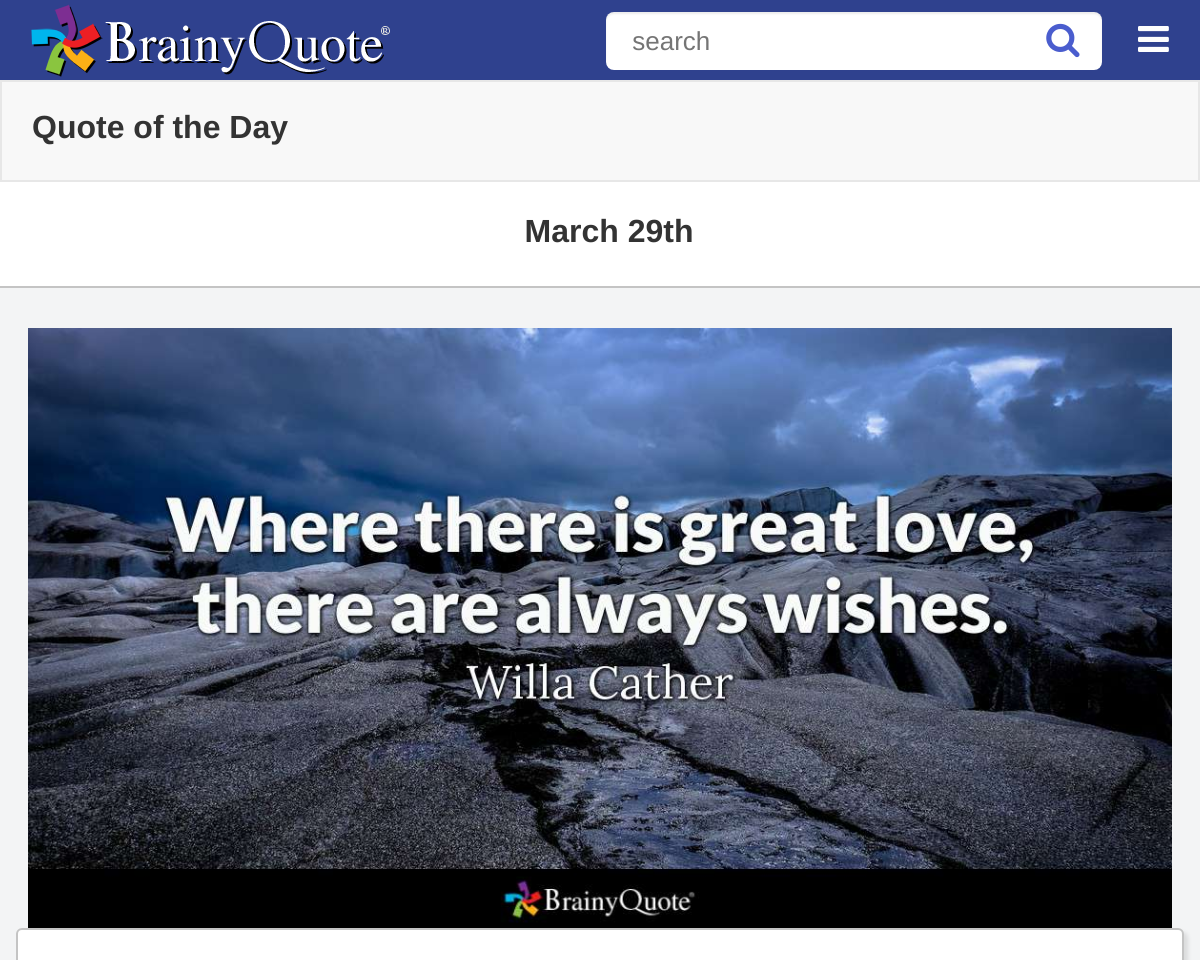 BrainyQuote®
search
Quote of the Day
March 29th
Where there is great love,
there are always wishes.
Willa Cather
BrainyQuote®